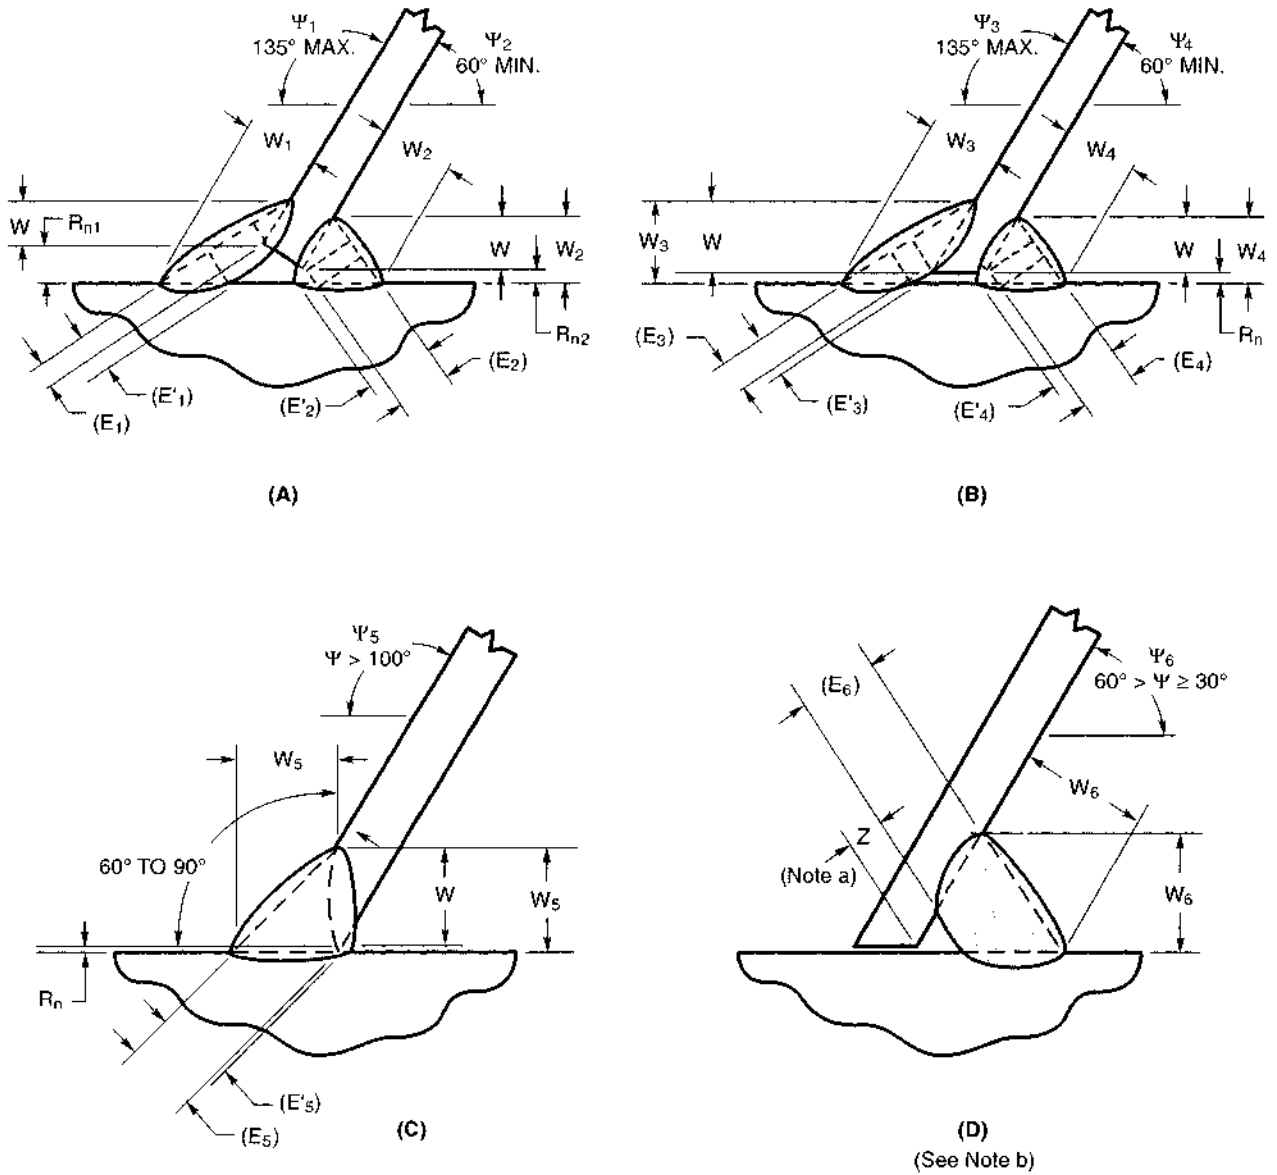 Ψ1
135° MAX.
Ψ2
60° MIN.
W1
W2
W
Rn1
W
W2
Rn2
(E2)
(E'1)
(E'2)
(E1)
(A)
Ψ3
135° MAX.
Ψ4
60° MIN.
W3
W4
W3
W
W
W4
Rn
(E3)
(E4)
(E'3)
(E'4)
(B)
Ψ5
Ψ > 100°
W5
60° TO 90°
W
W5
Rn
(E'5)
(E5)
(C)
Ψ6
60° > Ψ ≥ 30°
(E6)
W6
Z
(Note a)
W6
(D)
(See Note b)